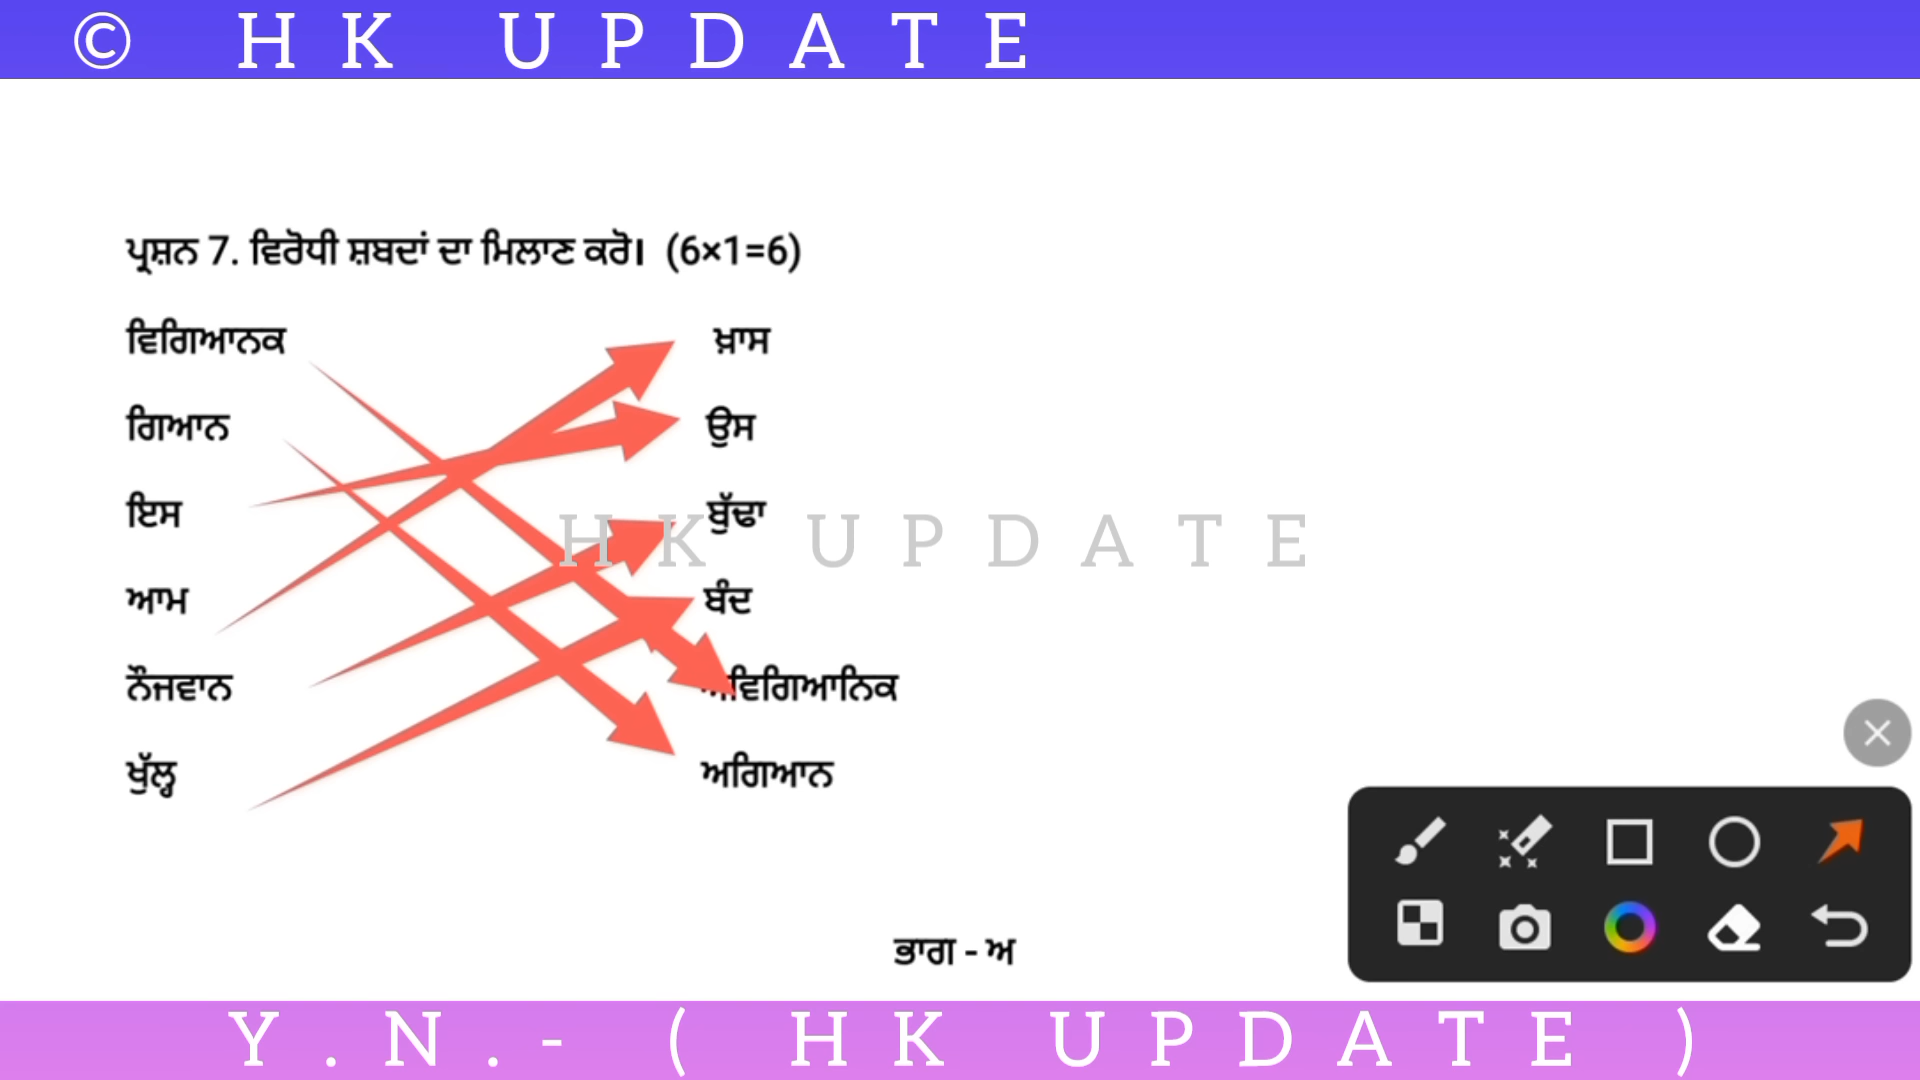 © HK UPDATE
ਪ੍ਰਸ਼ਨ 7. ਵਿਰੋਧੀ ਸ਼ਬਦਾਂ ਦਾ ਮਿਲਾਣ ਕਰੋ। (6×1=6)
ਵਿਗਿਆਨਕ ਖ਼ਾਸ
ਗਿਆਨ ਉਸ
ਇਸ ਬੁੱਢਾ
HK UPDATE
ਆਮ ਬੰਦ
ਨੌਜਵਾਨ ਅਵਿਗਿਆਨਿਕ
ਖੁੱਲ੍ਹ ਅਗਿਆਨ
ਭਾਗ - ਅ
Y.N.- ( HK UPDATE )